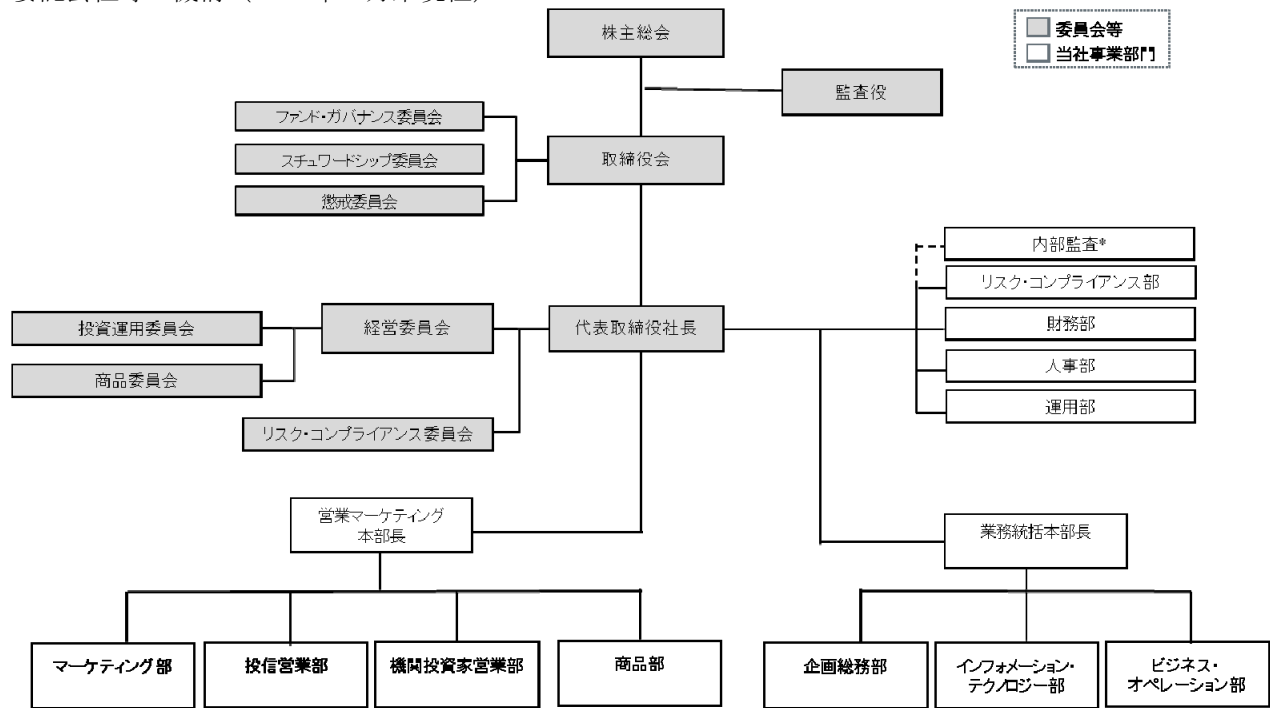 株主総会
委員会等
当社事業部門
監査役
ファンド・ガバナンス委員会
スチュワードシップ委員会
懲戒委員会
取締役会
内部監査*
リスク・コンプライアンス部
財務部
人事部
運用部
投資運用委員会
商品委員会
経営委員会
代表取締役社長
リスク・コンプライアンス委員会
営業マーケティング
本部長
業務統括本部長
マーケティング部
投信営業部
機関投資家営業部
商品部
企画総務部
インフォメーション・
テクノロジー部
ビジネス・
オペレーション部